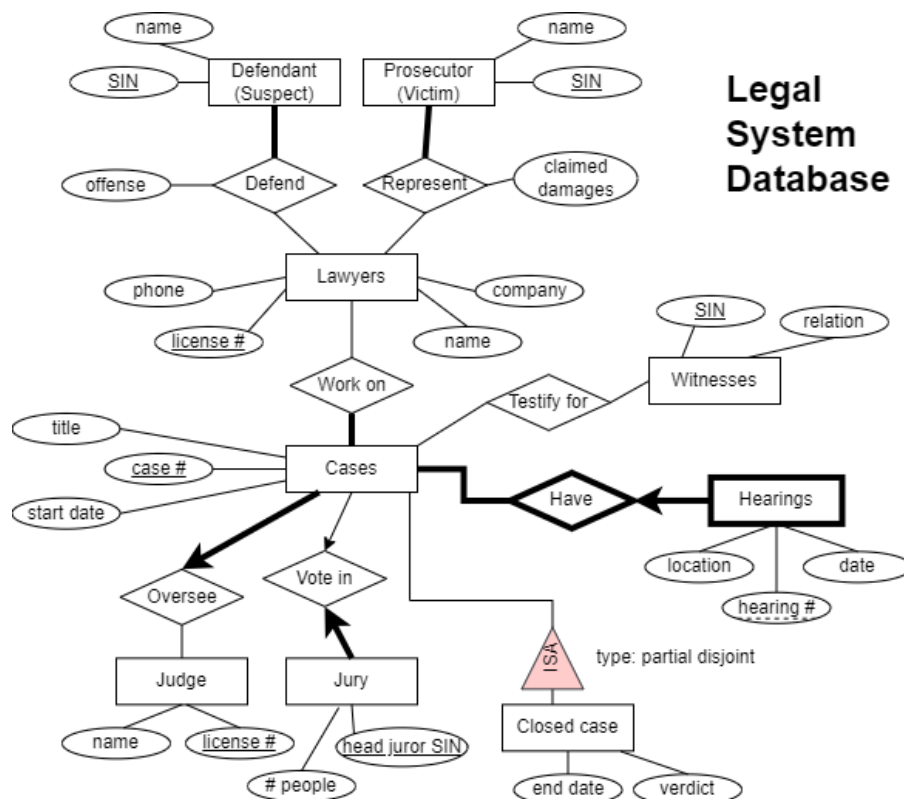 name
name
SIN
Defendant
(Suspect)
Prosecutor
(Victim)
SIN
Legal
System
Database
offense
Defend
Represent
claimed
damages
Lawyers
phone
company
license #
name
SIN
relation
Work on
Testify for
Witnesses
title
case #
Cases
start date
Have
Hearings
location
date
hearing #
Oversee
Vote in
ISA
type: partial disjoint
Judge
Jury
Closed case
name
license #
head juror SIN
# people
end date
verdict